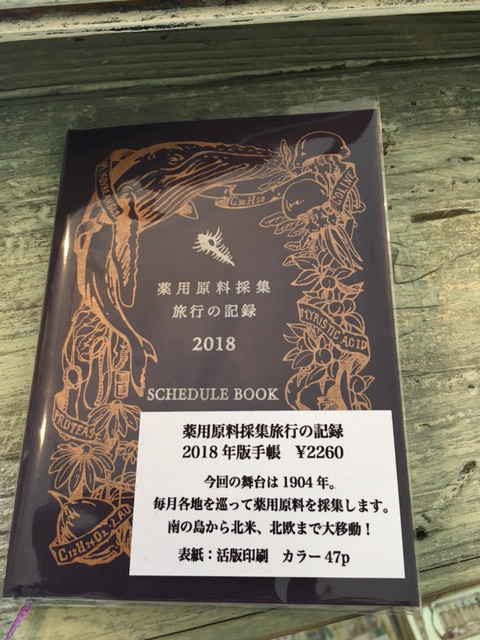 C30H50
COLLINE
薬用原料採集
旅行の記録
2018
MYRISTIC ACID
SCHEDULE BOOK
PROTEAS
C12H24O2
薬用原料採集旅行の記録
2018年版手帳 ¥2260
今回の舞台は1904年。
毎月各地を巡って薬用原料を採集します。
南の島から北米、北欧まで大移動！
表紙：活版印刷 カラー47p